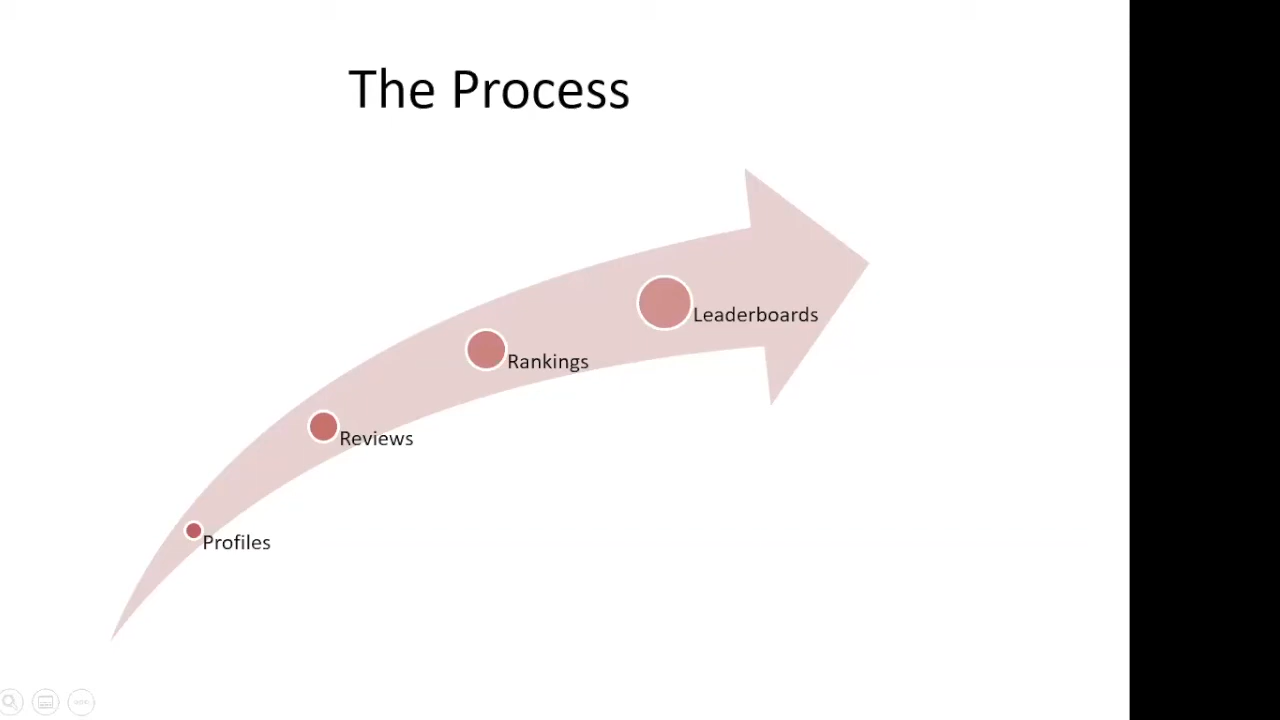 The Process
Leaderboards
Rankings
Reviews
Profiles